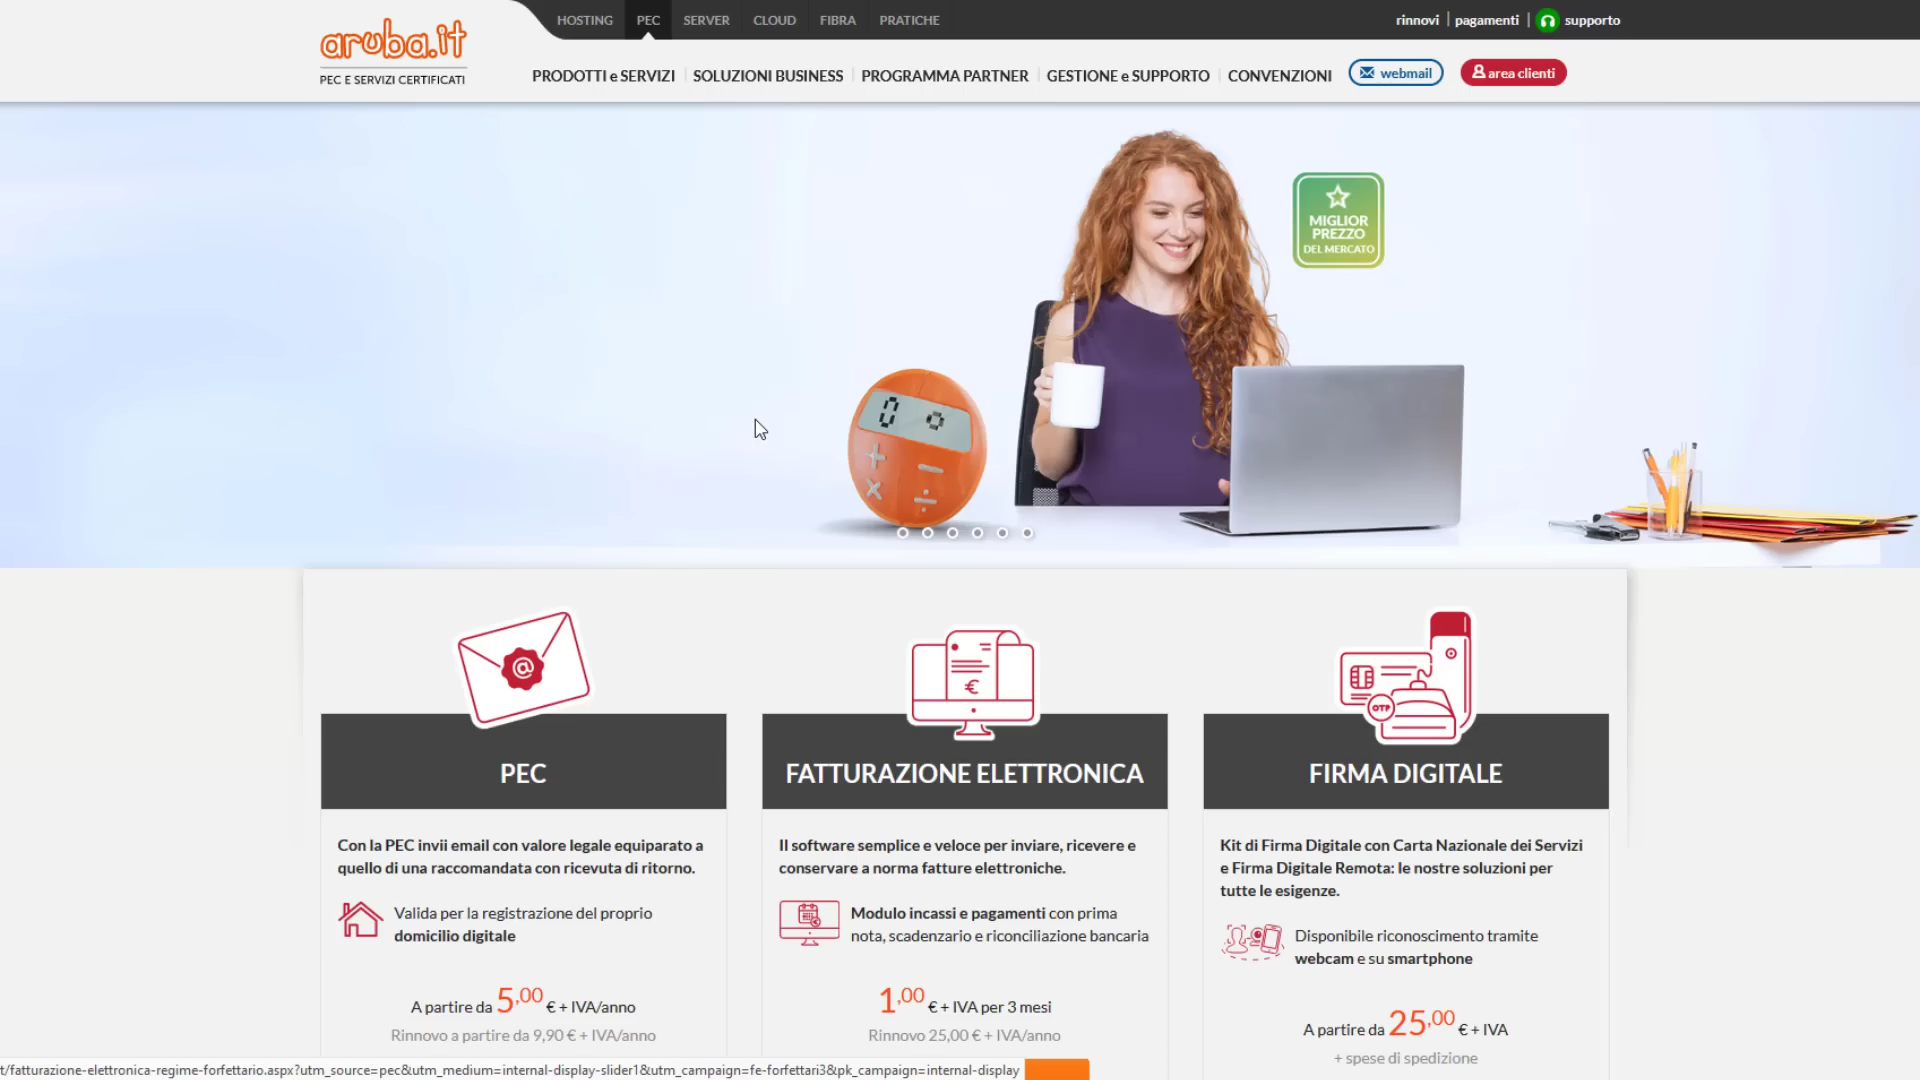 aruba.it
PEC E SERVIZI CERTIFICATI
HOSTING PEC SERVER CLOUD FIBRA PRATICHE
rinnovi | pagamenti | supporto
PRODOTTI e SERVIZI SOLUZIONI BUSINESS PROGRAMMA PARTNER GESTIONE e SUPPORTO CONVENZIONI webmail area clienti
MIGLIOR
PREZZO
DEL MERCATO
0 o
+ −
× ÷
@
€
OTP
PEC
Con la PEC invii email con valore legale equiparato a
quello di una raccomandata con ricevuta di ritorno.
Valida per la registrazione del proprio
domicilio digitale
A partire da 5,00 € + IVA/anno
Rinnovo a partire da 9,90 € + IVA/anno
FATTURAZIONE ELETTRONICA
Il software semplice e veloce per inviare, ricevere e
conservare a norma fatture elettroniche.
Modulo incassi e pagamenti con prima
nota, scadenzario e riconciliazione bancaria
1,00 € + IVA per 3 mesi
Rinnovo 25,00 € + IVA/anno
FIRMA DIGITALE
Kit di Firma Digitale con Carta Nazionale dei Servizi
e Firma Digitale Remota: le nostre soluzioni per
tutte le esigenze.
Disponibile riconoscimento tramite
webcam e su smartphone
A partire da 25,00 € + IVA
+ spese di spedizione
t/fatturazione-elettronica-regime-forfettario.aspx?utm_source=pec&utm_medium=internal-display-slider1&utm_campaign=fe-forfettari3&pk_campaign=internal-display